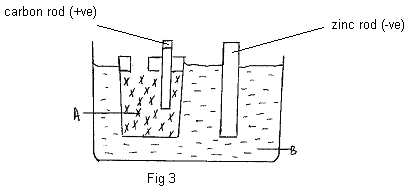 carbon rod (+ve)
zinc rod (-ve)
A
B
Fig 3